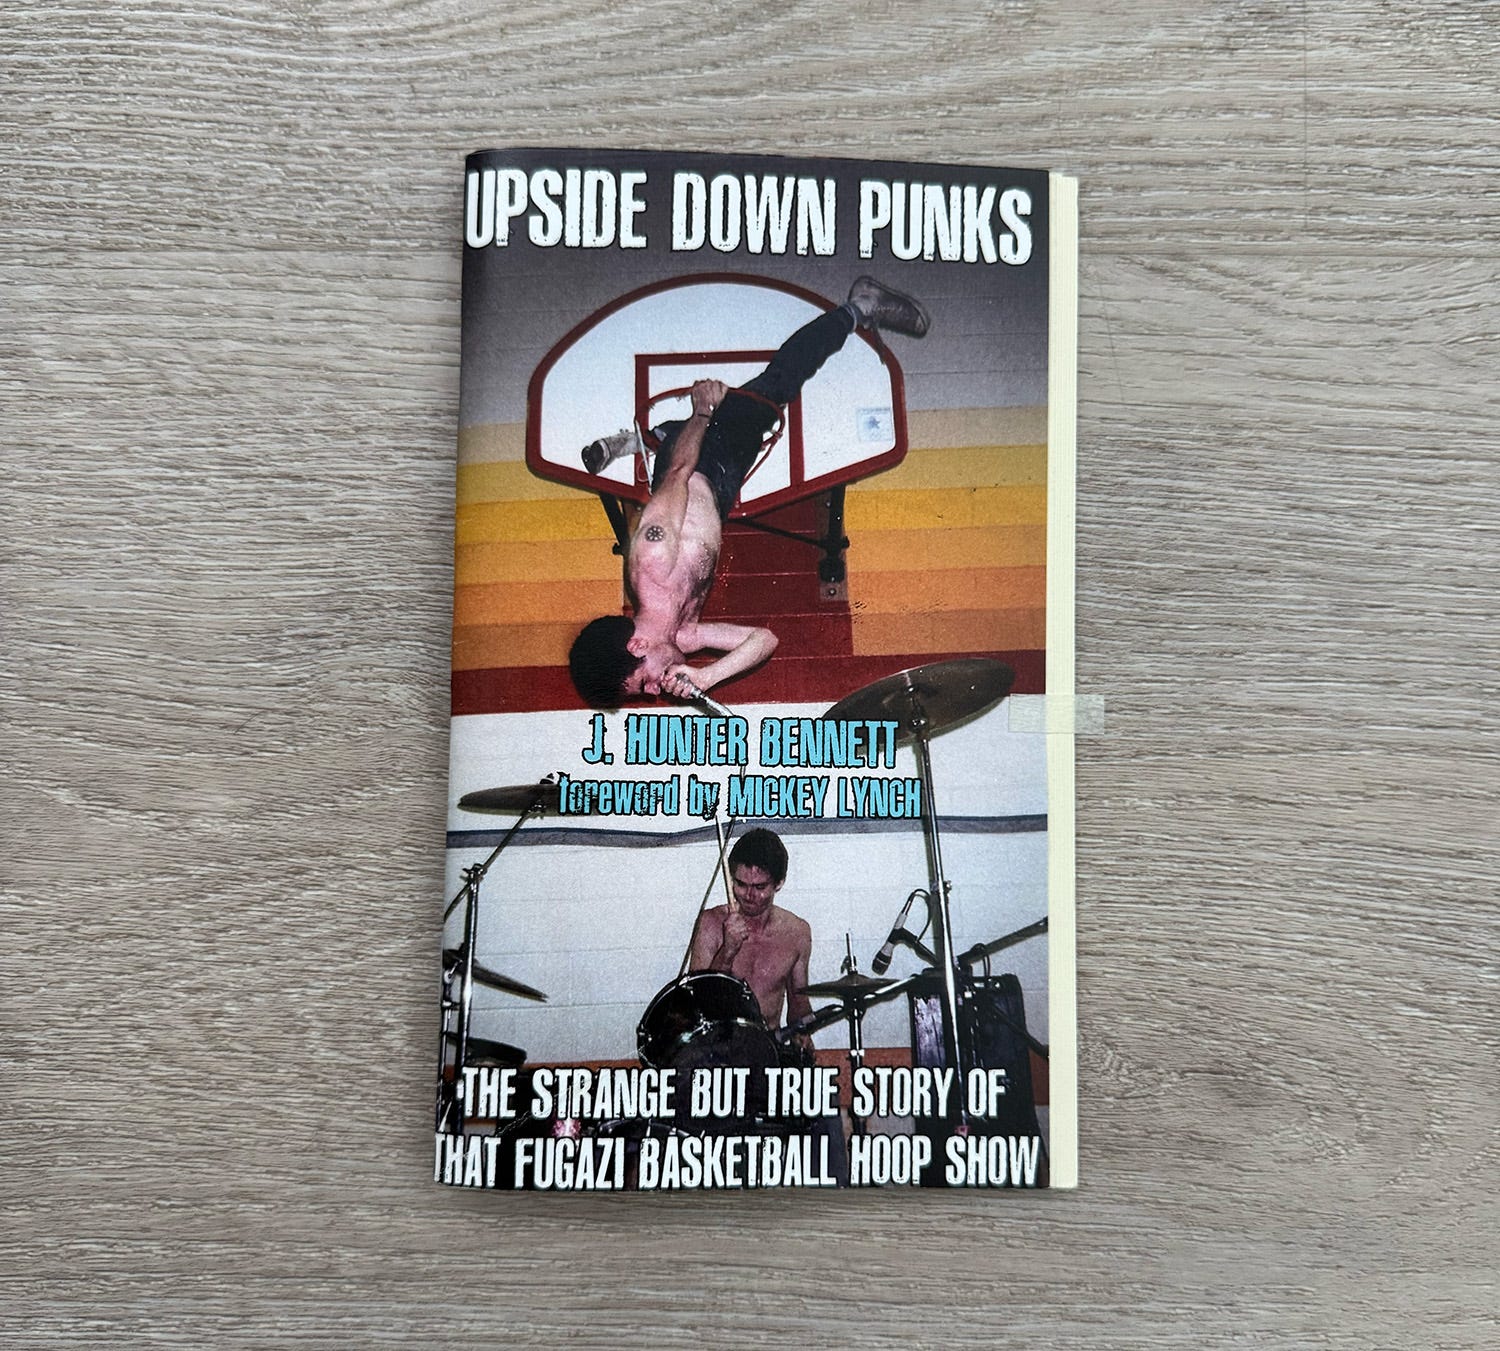 UPSIDE DOWN PUNKS
J. HUNTER BENNETT
foreword by MICKEY LYNCH
THE STRANGE BUT TRUE STORY OF
THAT FUGAZI BASKETBALL HOOP SHOW